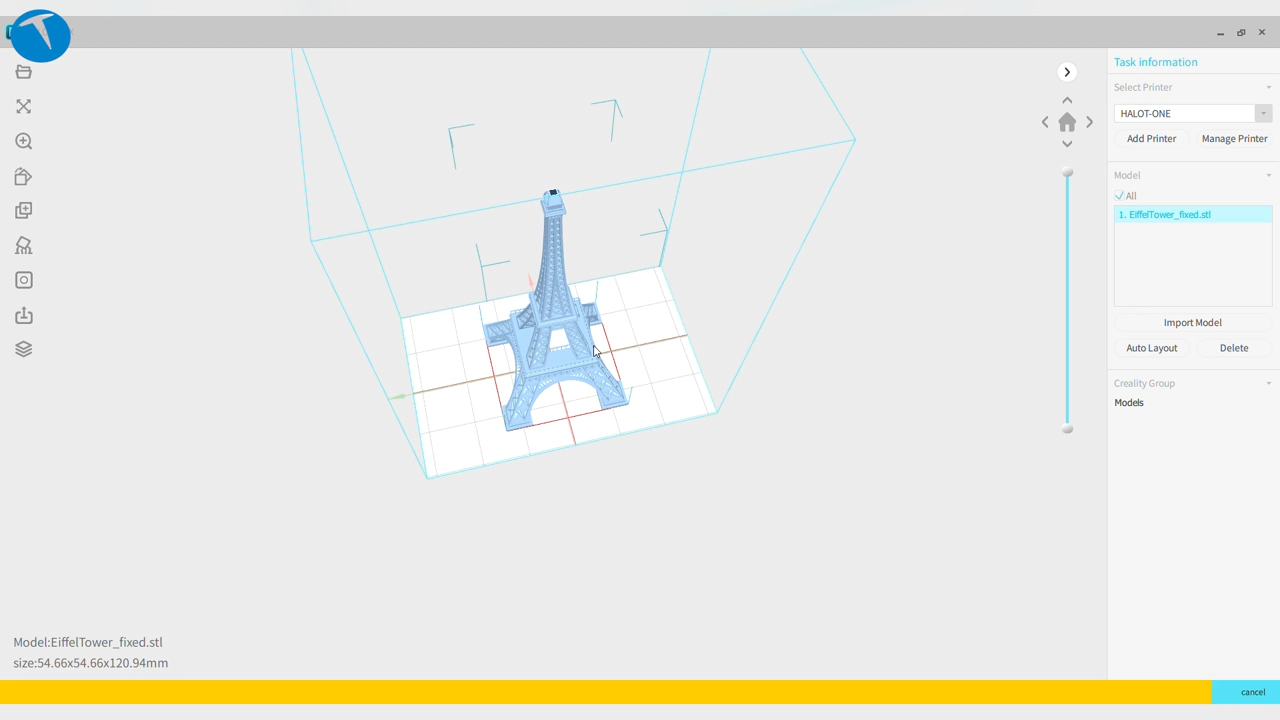 Task information
Select Printer
HALOT-ONE
Add Printer
Manage Printer
Model
All
1. EiffelTower_fixed.stl
Import Model
Auto Layout
Delete
Creality Group
Models
Model:EiffelTower_fixed.stl
size:54.66x54.66x120.94mm
cancel